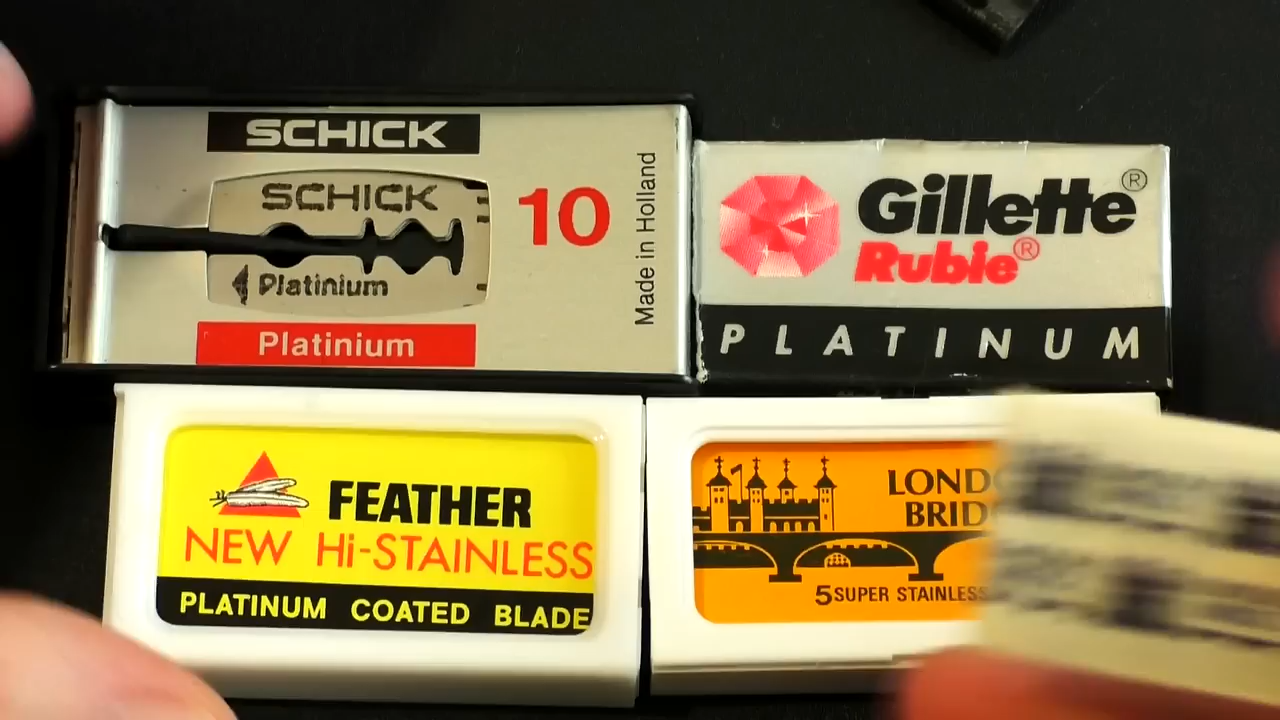 SCHICK
SCHICK
Platinium
10
Made in Holland
Platinium
Gillette®
Rubie®
PLATINUM
FEATHER
NEW Hi-STAINLESS
PLATINUM COATED BLADE
5 SUPER STAINLESS